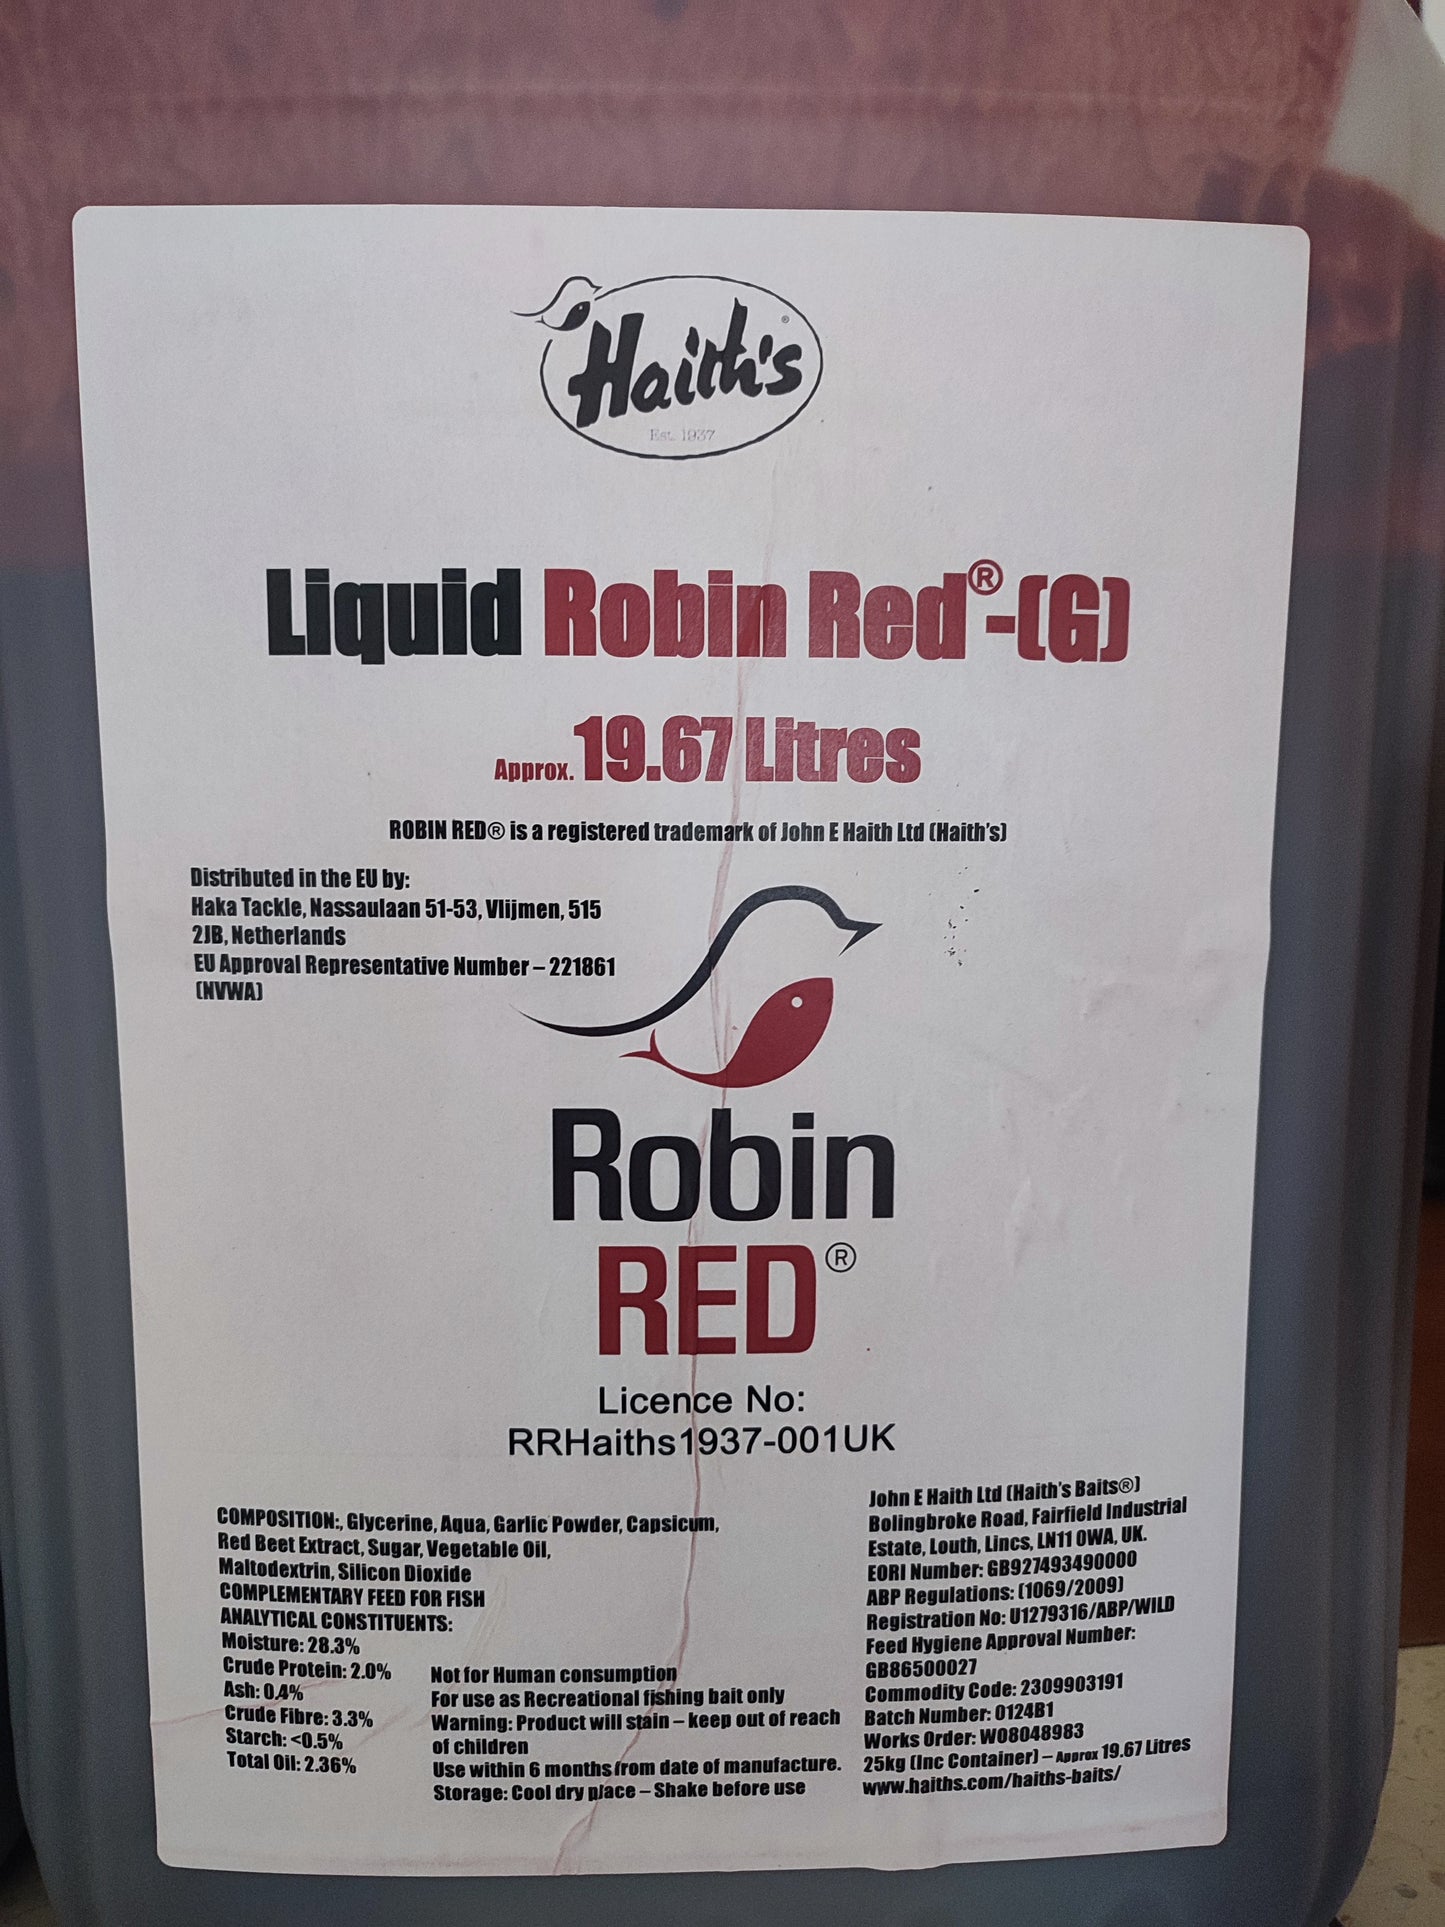 Haith's ®
Est. 1937
Liquid Robin Red®-(G)
Approx. 19.67 Litres
ROBIN RED® is a registered trademark of John E Haith Ltd (Haith's)
Distributed in the EU by:
Haka Tackle, Nassaulaan 51-53, Vlijmen, 515
2JB, Netherlands
EU Approval Representative Number – 221861
(NVWA)
Robin
RED®
Licence No:
RRHaiths1937-001UK
COMPOSITION:, Glycerine, Aqua, Garlic Powder, Capsicum,
Red Beet Extract, Sugar, Vegetable Oil,
Maltodextrin, Silicon Dioxide
COMPLEMENTARY FEED FOR FISH
ANALYTICAL CONSTITUENTS:
Moisture: 28.3%
Crude Protein: 2.0%
Ash: 0.4%
Crude Fibre: 3.3%
Starch: <0.5%
Total Oil: 2.36%
Not for Human consumption
For use as Recreational fishing bait only
Warning: Product will stain – keep out of reach
of children
Use within 6 months from date of manufacture.
Storage: Cool dry place – Shake before use
John E Haith Ltd (Haith's Baits®)
Bolingbroke Road, Fairfield Industrial
Estate, Louth, Lincs, LN11 0WA, UK.
EORI Number: GB927493490000
ABP Regulations: (1069/2009)
Registration No: U1279316/ABP/WILD
Feed Hygiene Approval Number:
GB86500027
Commodity Code: 2309903191
Batch Number: 0124B1
Works Order: W08048983
25kg (Inc Container) – Approx 19.67 Litres
www.haiths.com/haiths-baits/